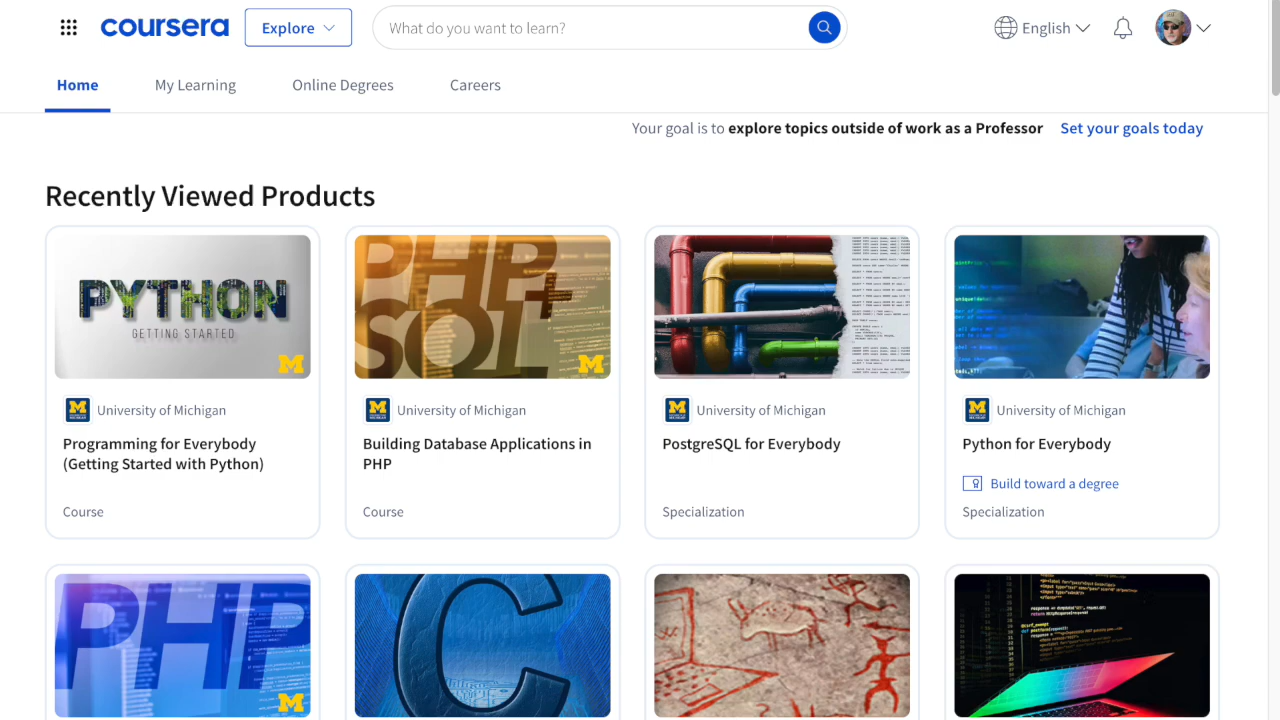 coursera
Explore
What do you want to learn?
English
Home
My Learning
Online Degrees
Careers
Your goal is to explore topics outside of work as a Professor
Set your goals today
Recently Viewed Products
PYTHON
GETTING STARTED
M
PHP+
SQL
M
University of Michigan
University of Michigan
University of Michigan
University of Michigan
Programming for Everybody
(Getting Started with Python)
Building Database Applications in
PHP
PostgreSQL for Everybody
Python for Everybody
Build toward a degree
Course
Course
Specialization
Specialization
PHP
M
C